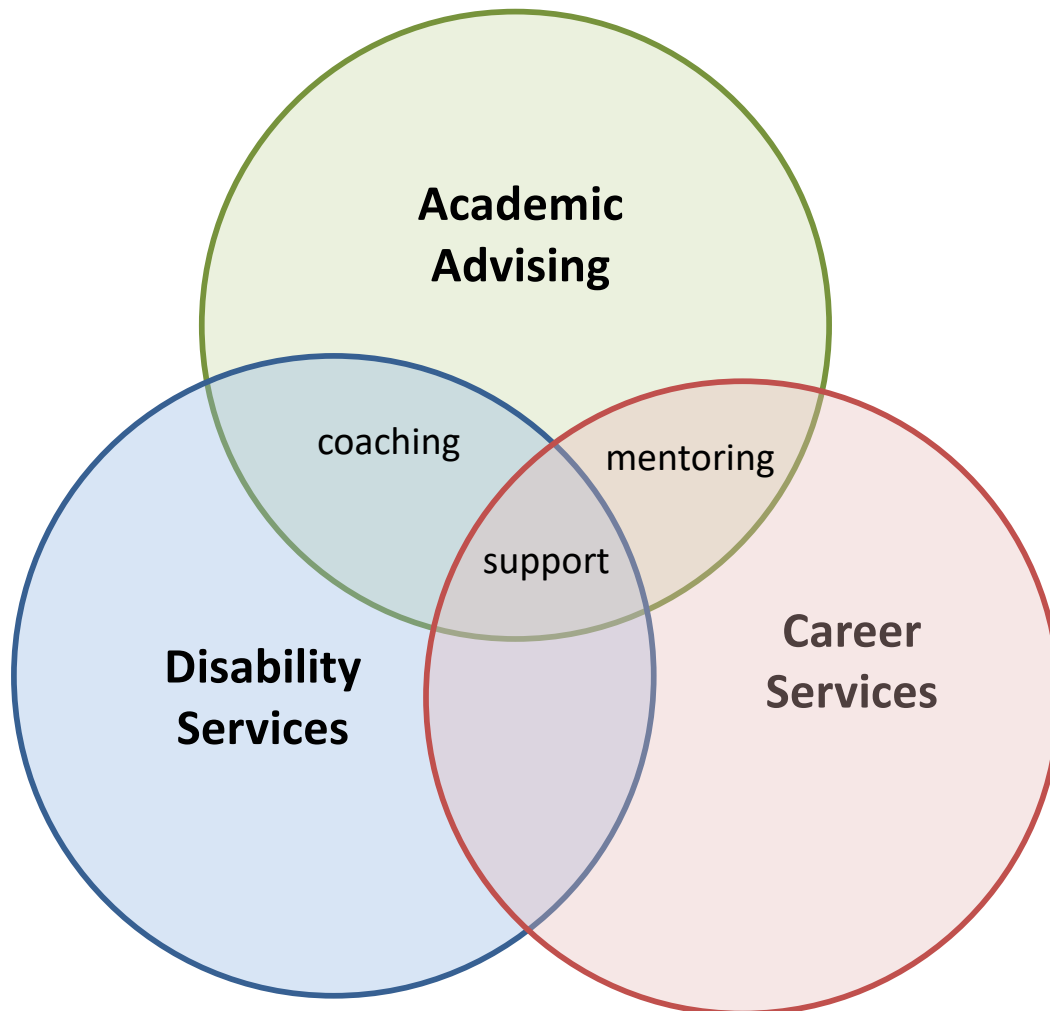 Academic
Advising
coaching
mentoring
support
Disability
Services
Career
Services